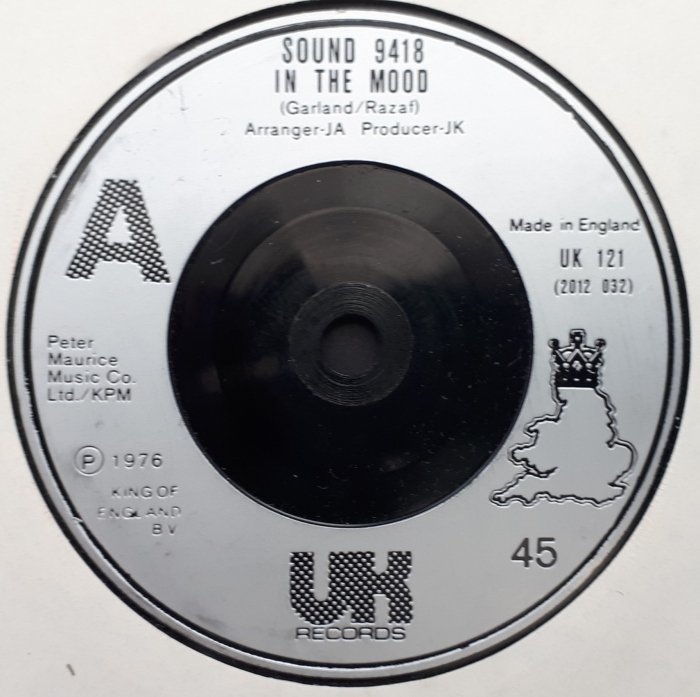 SOUND 9418
IN THE MOOD
(Garland/Razaf)
Arranger-JA Producer-JK
A
Made in England
UK 121
(2012 032)
Peter
Maurice
Music Co.
Ltd./KPM
Ⓟ 1976
KING OF
ENGLAND
B V
45
UK
RECORDS